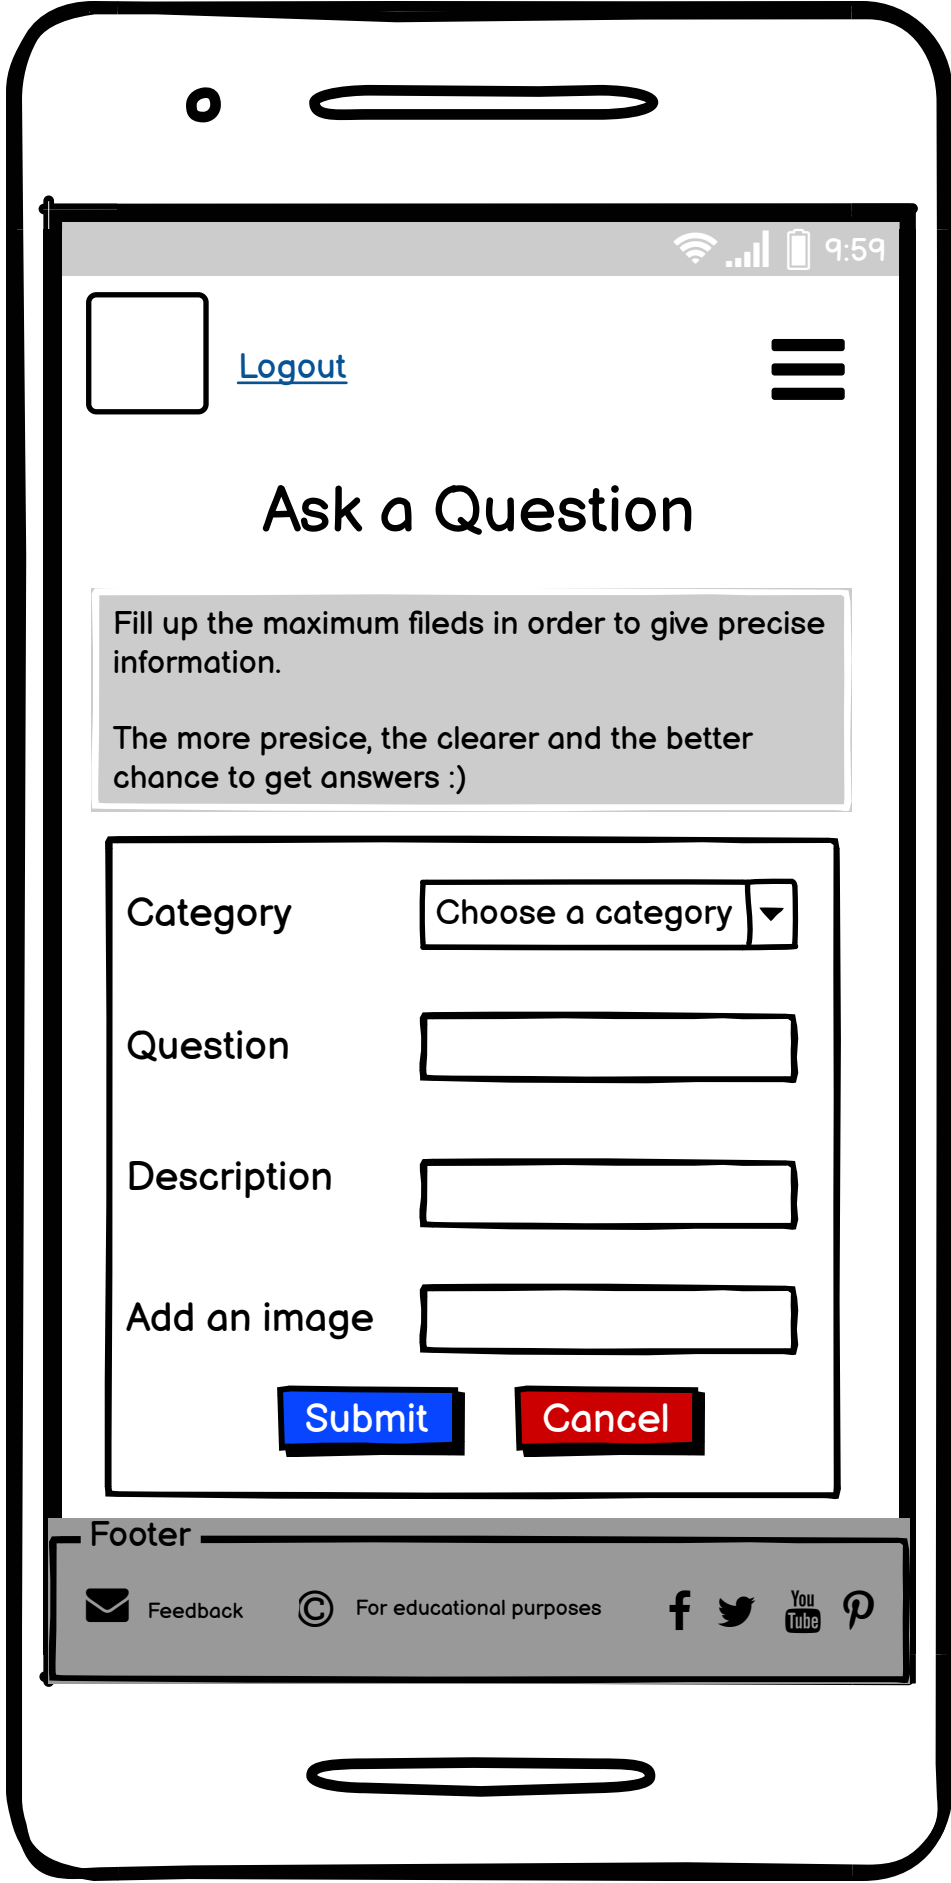 9:59
Logout
Ask a Question
Fill up the maximum fileds in order to give precise
information.
The more presice, the clearer and the better
chance to get answers :)
Category
Choose a category
Question
Description
Add an image
Submit
Cancel
Footer
Feedback
© For educational purposes
f
You
Tube